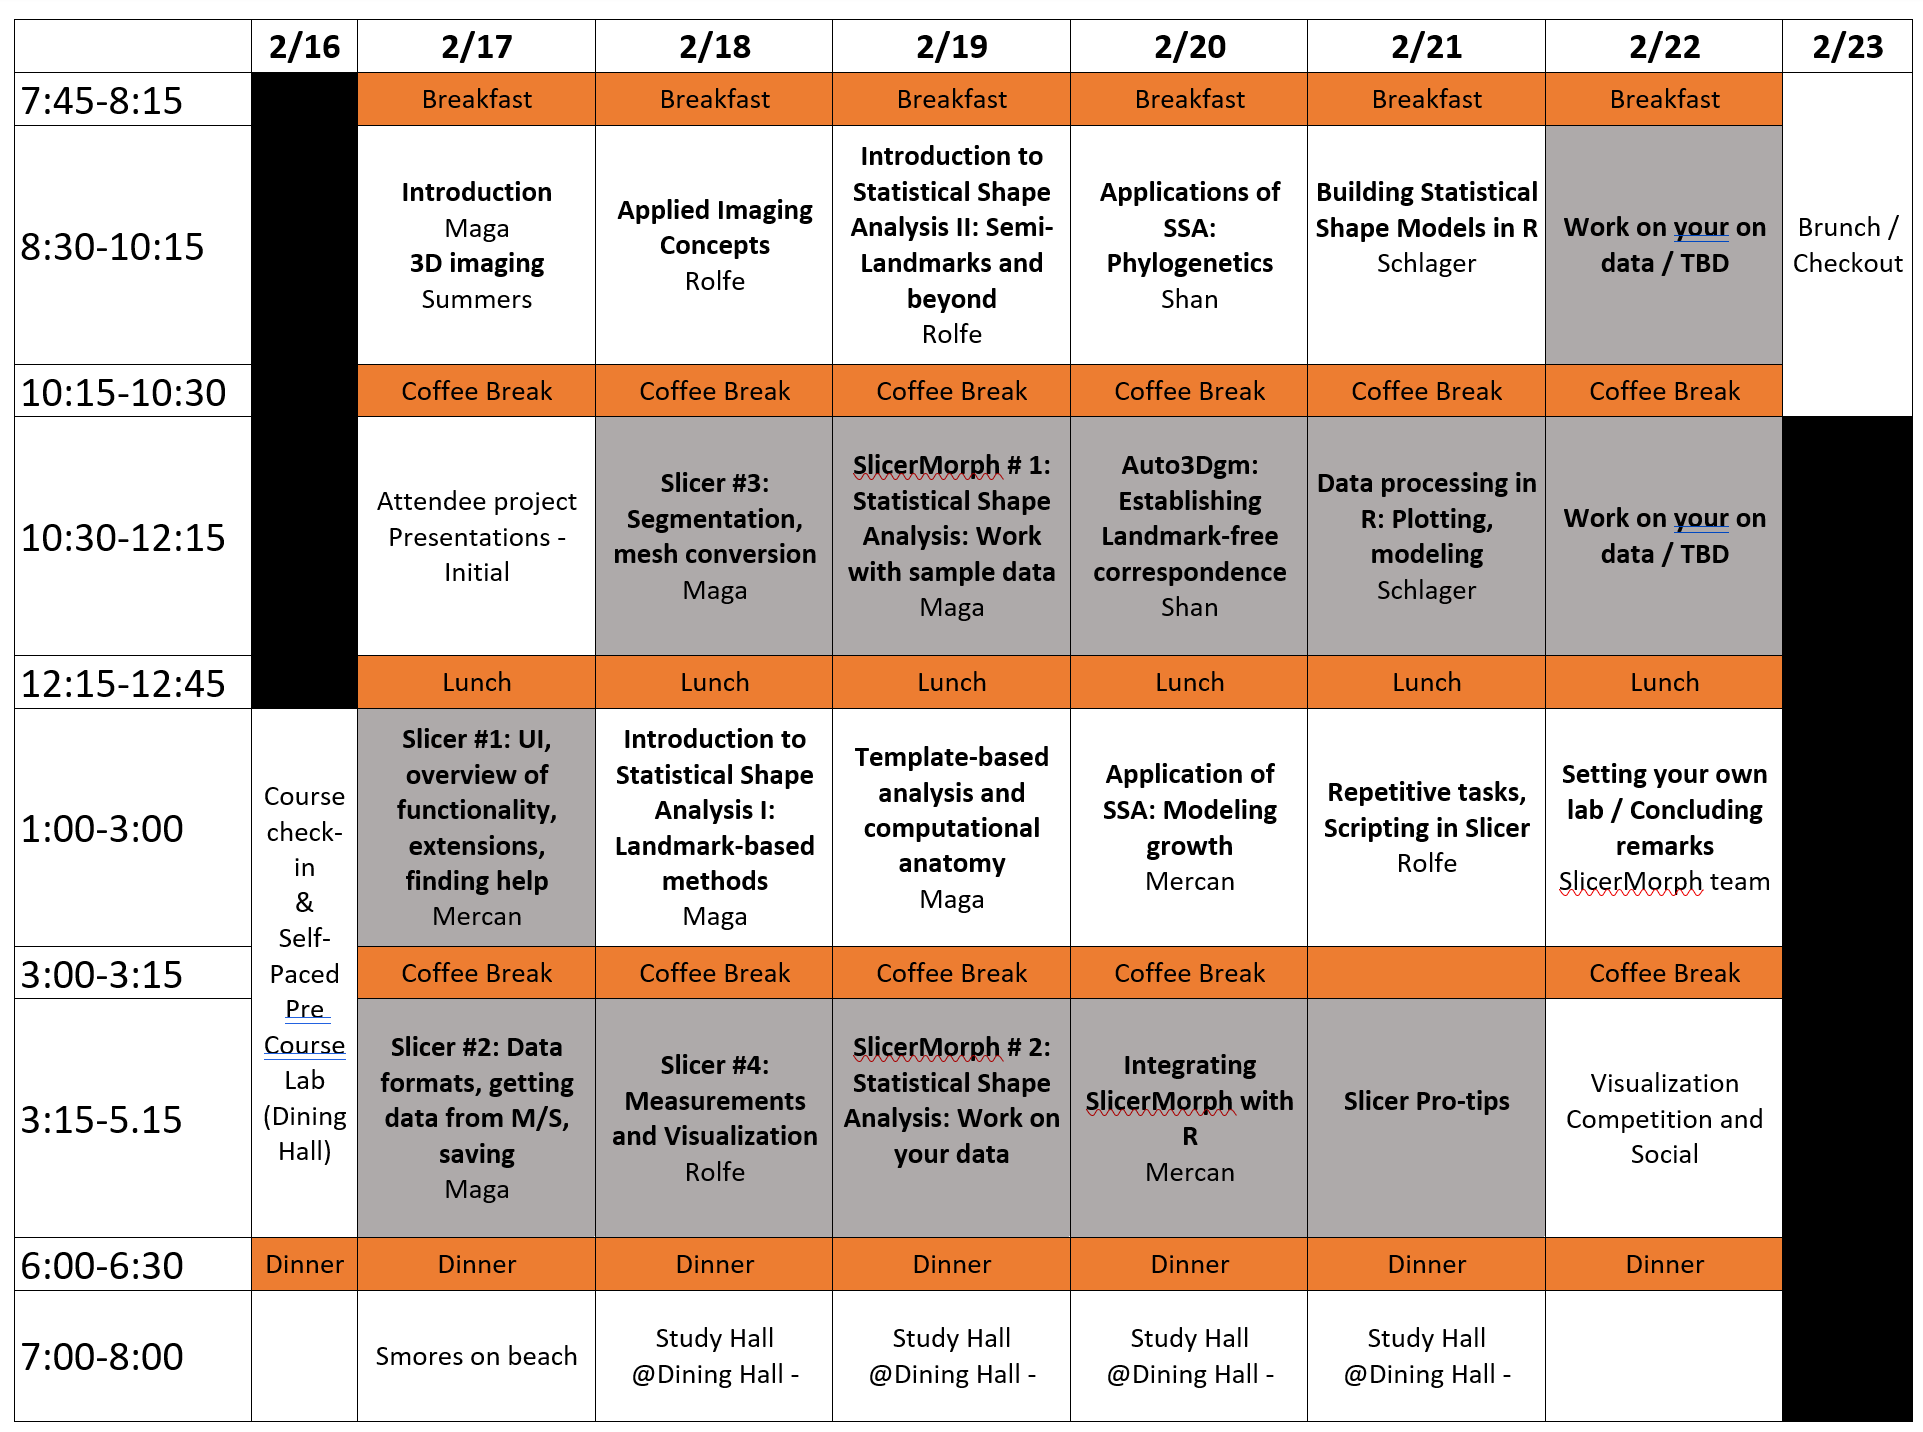 2/16 2/17 2/18 2/19 2/20 2/21 2/22 2/23
7:45-8:15 Breakfast Breakfast Breakfast Breakfast Breakfast Breakfast
8:30-10:15
Introduction
Maga
3D imaging
Summers
Applied Imaging
Concepts
Rolfe
Introduction to
Statistical Shape
Analysis II: Semi-
Landmarks and
beyond
Rolfe
Applications of
SSA:
Phylogenetics
Shan
Building Statistical
Shape Models in R
Schlager
Work on your on
data / TBD
Brunch /
Checkout
10:15-10:30 Coffee Break Coffee Break Coffee Break Coffee Break Coffee Break Coffee Break
10:30-12:15
Attendee project
Presentations -
Initial
Slicer #3:
Segmentation,
mesh conversion
Maga
SlicerMorph # 1:
Statistical Shape
Analysis: Work
with sample data
Maga
Auto3Dgm:
Establishing
Landmark-free
correspondence
Shan
Data processing in
R: Plotting,
modeling
Schlager
Work on your on
data / TBD
12:15-12:45 Lunch Lunch Lunch Lunch Lunch Lunch
1:00-3:00
Course
check-
in
&
Self-
Paced
Pre
Course
Lab
(Dining
Hall)
Slicer #1: UI,
overview of
functionality,
extensions,
finding help
Mercan
Introduction to
Statistical Shape
Analysis I:
Landmark-based
methods
Maga
Template-based
analysis and
computational
anatomy
Maga
Application of
SSA: Modeling
growth
Mercan
Repetitive tasks,
Scripting in Slicer
Rolfe
Setting your own
lab / Concluding
remarks
SlicerMorph team
3:00-3:15 Coffee Break Coffee Break Coffee Break Coffee Break Coffee Break
3:15-5.15
Slicer #2: Data
formats, getting
data from M/S,
saving
Maga
Slicer #4:
Measurements
and Visualization
Rolfe
SlicerMorph # 2:
Statistical Shape
Analysis: Work on
your data
Integrating
SlicerMorph with
R
Mercan
Slicer Pro-tips
Visualization
Competition and
Social
6:00-6:30 Dinner Dinner Dinner Dinner Dinner Dinner Dinner
7:00-8:00
Smores on beach
Study Hall
@Dining Hall -
Study Hall
@Dining Hall -
Study Hall
@Dining Hall -
Study Hall
@Dining Hall -